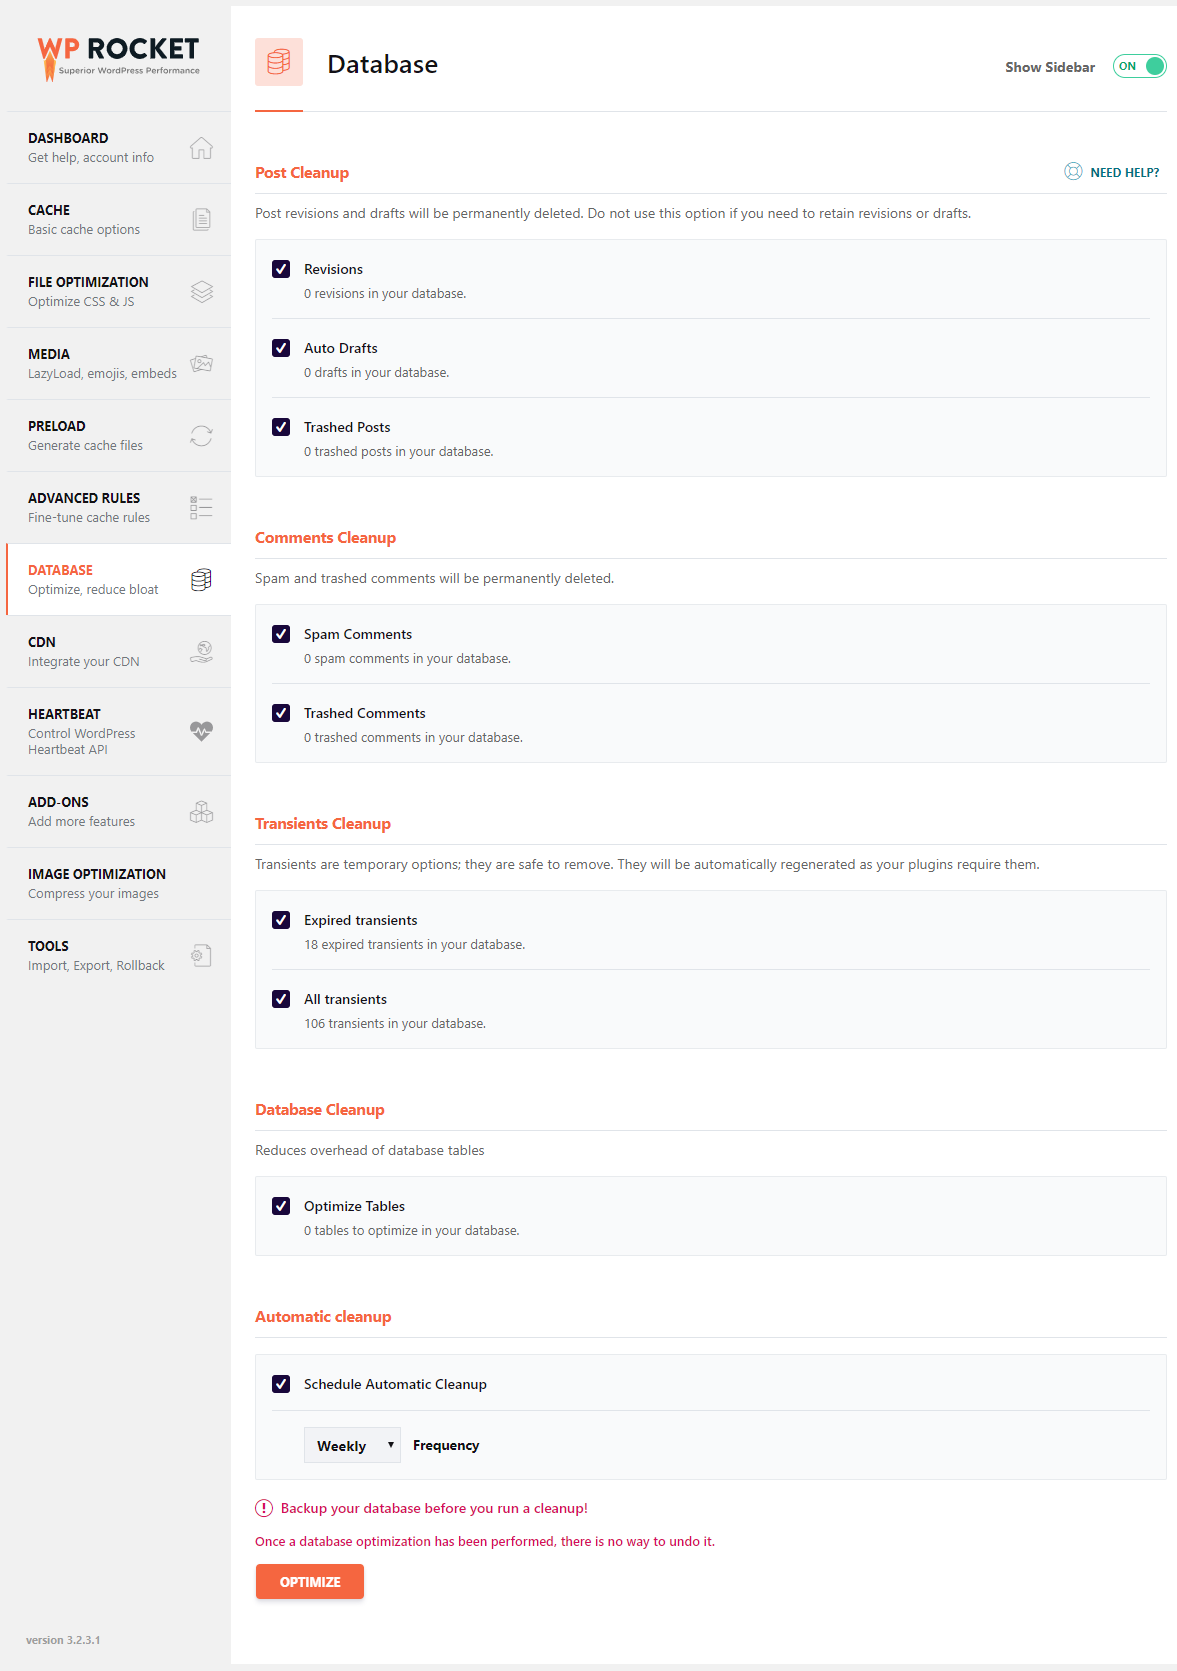 WP ROCKET
Superior WordPress Performance
DASHBOARD
Get help, account info
CACHE
Basic cache options
FILE OPTIMIZATION
Optimize CSS & JS
MEDIA
LazyLoad, emojis, embeds
PRELOAD
Generate cache files
ADVANCED RULES
Fine-tune cache rules
DATABASE
Optimize, reduce bloat
CDN
Integrate your CDN
HEARTBEAT
Control WordPress
Heartbeat API
ADD-ONS
Add more features
IMAGE OPTIMIZATION
Compress your images
TOOLS
Import, Export, Rollback
version 3.2.3.1
Database
Show Sidebar ON
Post Cleanup
NEED HELP?
Post revisions and drafts will be permanently deleted. Do not use this option if you need to retain revisions or drafts.
Revisions
0 revisions in your database.
Auto Drafts
0 drafts in your database.
Trashed Posts
0 trashed posts in your database.
Comments Cleanup
Spam and trashed comments will be permanently deleted.
Spam Comments
0 spam comments in your database.
Trashed Comments
0 trashed comments in your database.
Transients Cleanup
Transients are temporary options; they are safe to remove. They will be automatically regenerated as your plugins require them.
Expired transients
18 expired transients in your database.
All transients
106 transients in your database.
Database Cleanup
Reduces overhead of database tables
Optimize Tables
0 tables to optimize in your database.
Automatic cleanup
Schedule Automatic Cleanup
Weekly Frequency
Backup your database before you run a cleanup!
Once a database optimization has been performed, there is no way to undo it.
OPTIMIZE